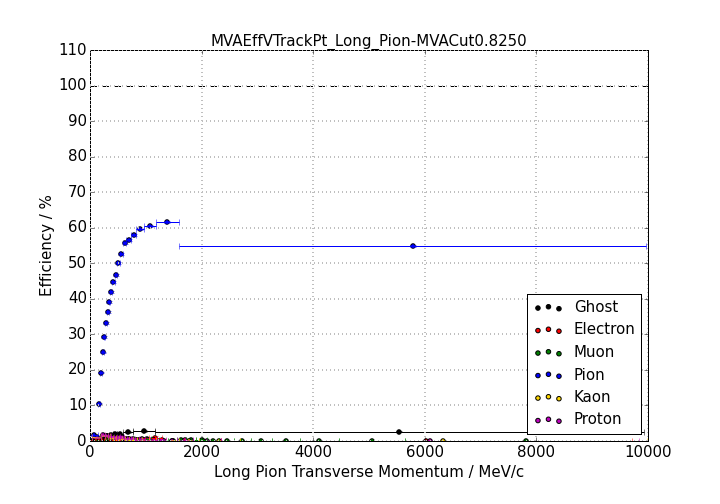 MVAEffVTrackPt_Long_Pion-MVACut0.8250
110
100
90
80
70
60
50
40
30
20
10
0
Efficiency / %
Ghost
Electron
Muon
Pion
Kaon
Proton
0 2000 4000 6000 8000 10000
Long Pion Transverse Momentum / MeV/c